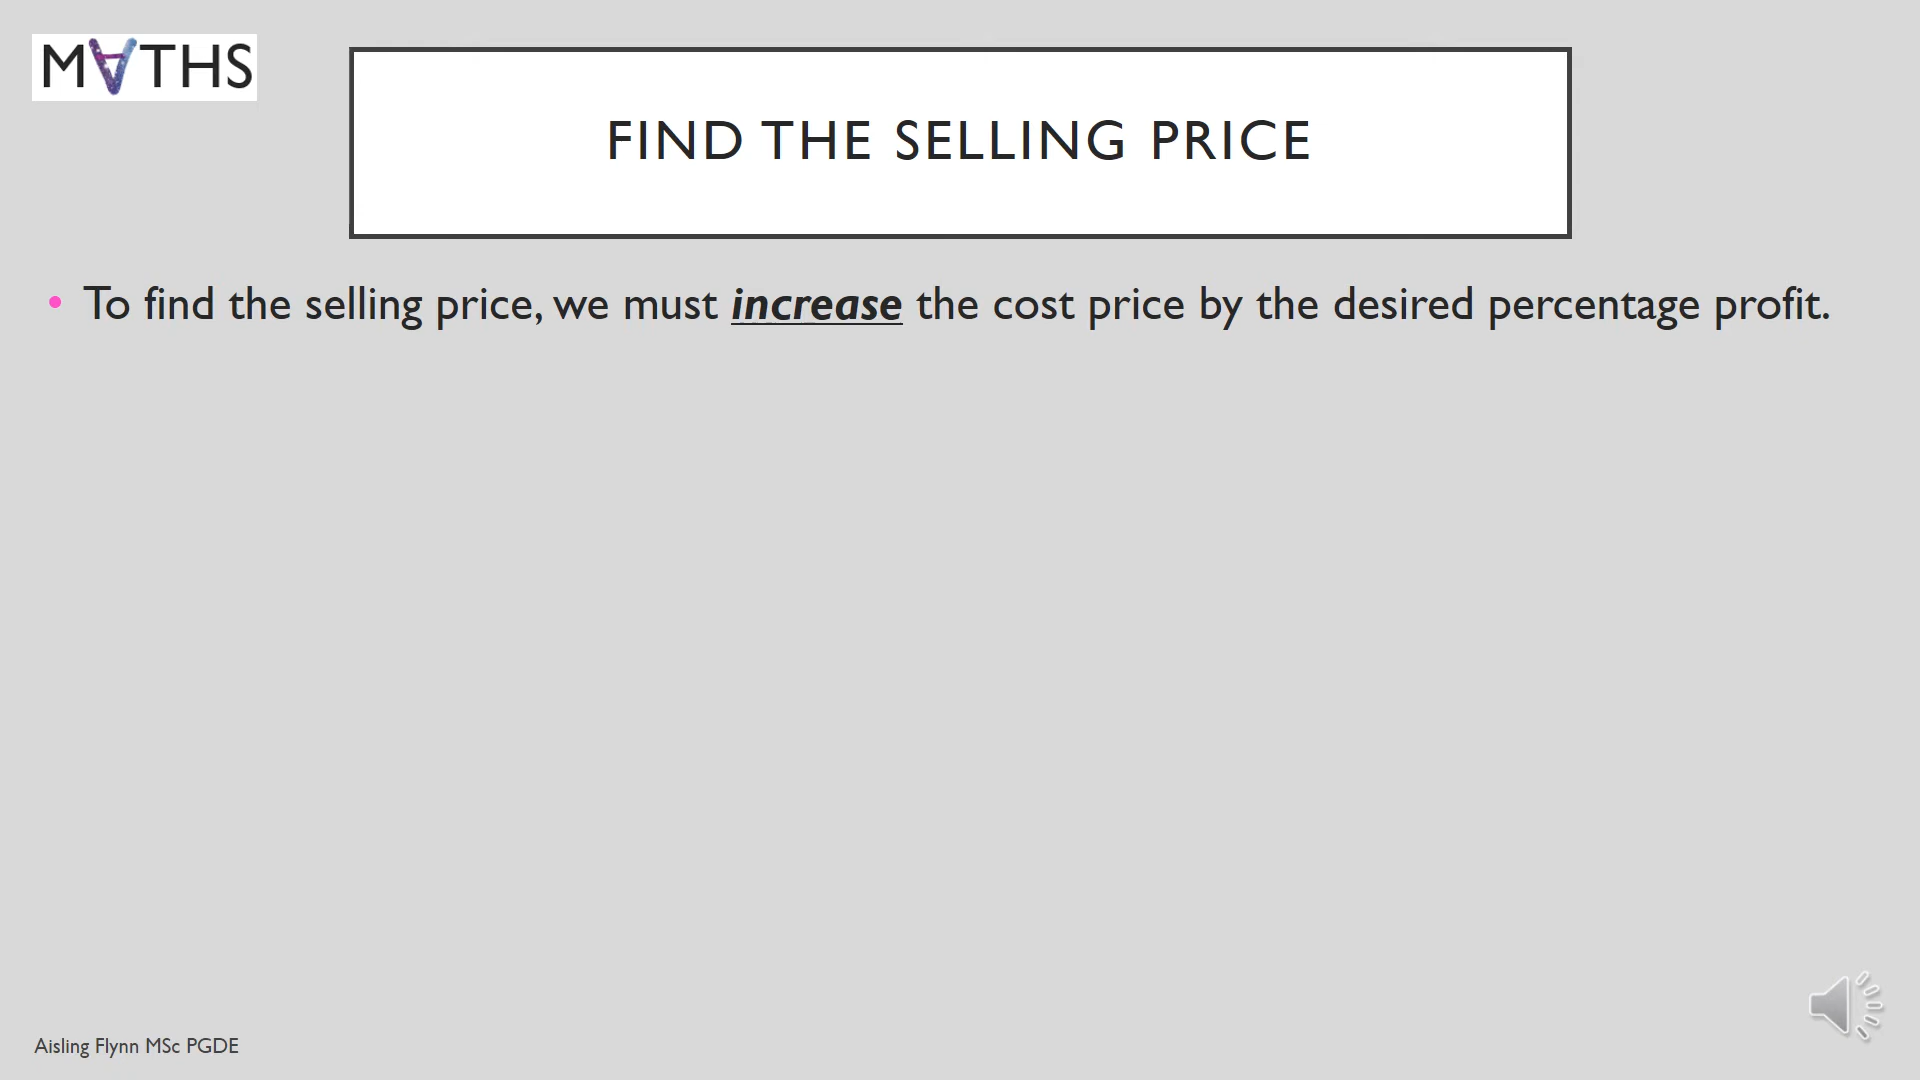 M∀THS
FIND THE SELLING PRICE
• To find the selling price, we must increase the cost price by the desired percentage profit.
Aisling Flynn MSc PGDE